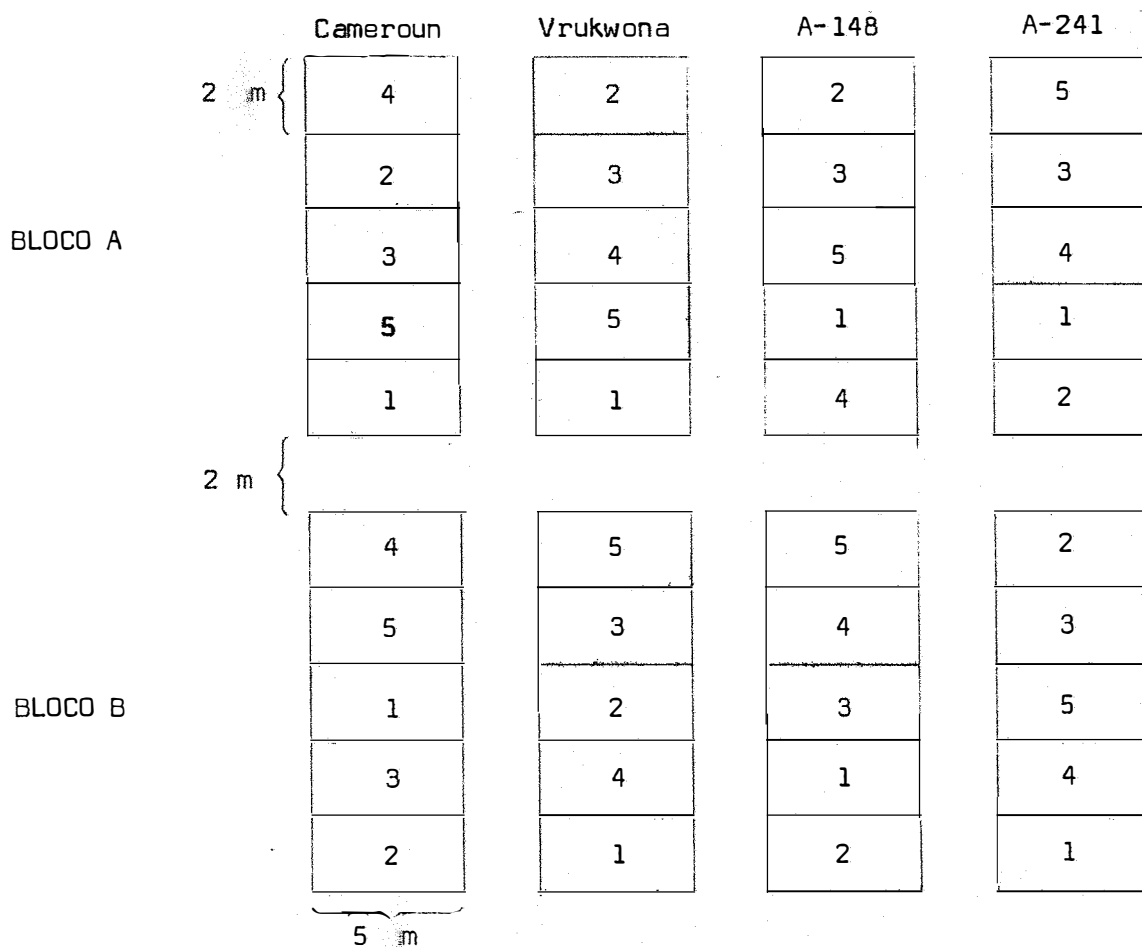 Cameroun Vrukwona A-148 A-241
2 m 4 2 2 5
2 3 3 3
BLOCO A 3 4 5 4
5 5 1 1
1 1 4 2
2 m
4 5 5 2
5 3 4 3
BLOCO B 1 2 3 5
3 4 1 4
2 1 2 1
5 m